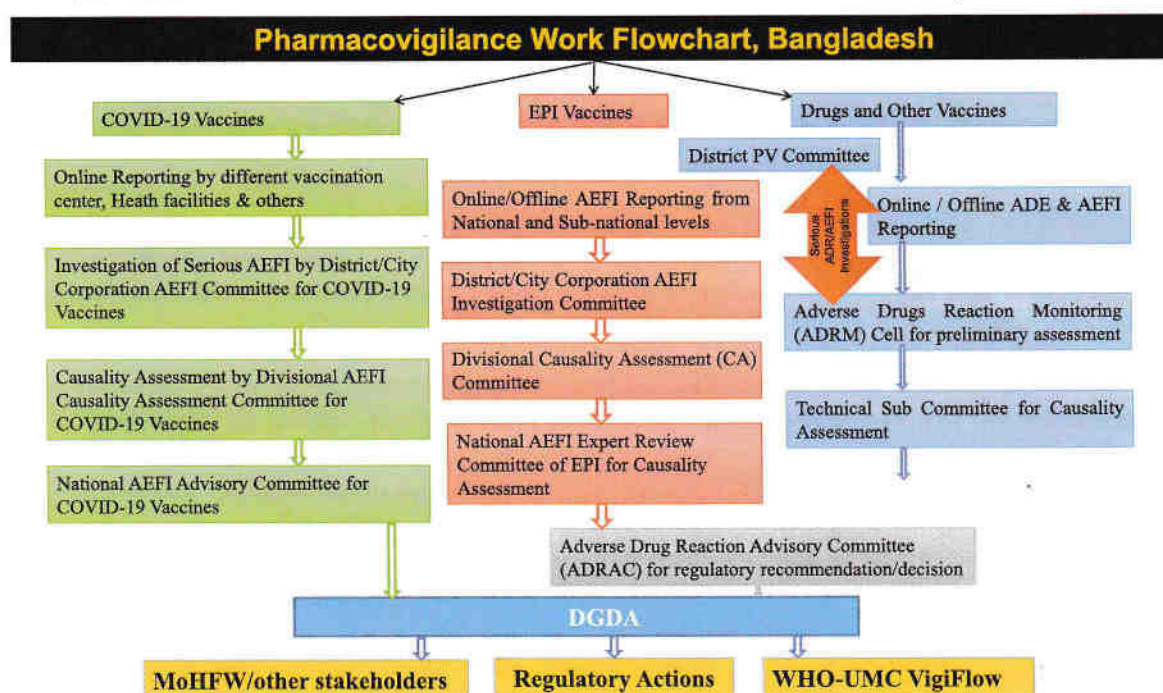 Pharmacovigilance Work Flowchart, Bangladesh
COVID-19 Vaccines
Online Reporting by different vaccination
center, Heath facilities & others
Investigation of Serious AEFI by District/City
Corporation AEFI Committee for COVID-19
Vaccines
Causality Assessment by Divisional AEFI
Causality Assessment Committee for
COVID-19 Vaccines
National AEFI Advisory Committee for
COVID-19 Vaccines
EPI Vaccines
Online/Offline AEFI Reporting from
National and Sub-national levels
District/City Corporation AEFI
Investigation Committee
Divisional Causality Assessment (CA)
Committee
National AEFI Expert Review
Committee of EPI for Causality
Assessment
Drugs and Other Vaccines
District PV Committee
Serious
ADR/AEFI
Investigations
Online / Offline ADE & AEFI
Reporting
Adverse Drugs Reaction Monitoring
(ADRM) Cell for preliminary assessment
Technical Sub Committee for Causality
Assessment
Adverse Drug Reaction Advisory Committee
(ADRAC) for regulatory recommendation/decision
DGDA
MoHFW/other stakeholders
Regulatory Actions
WHO-UMC VigiFlow